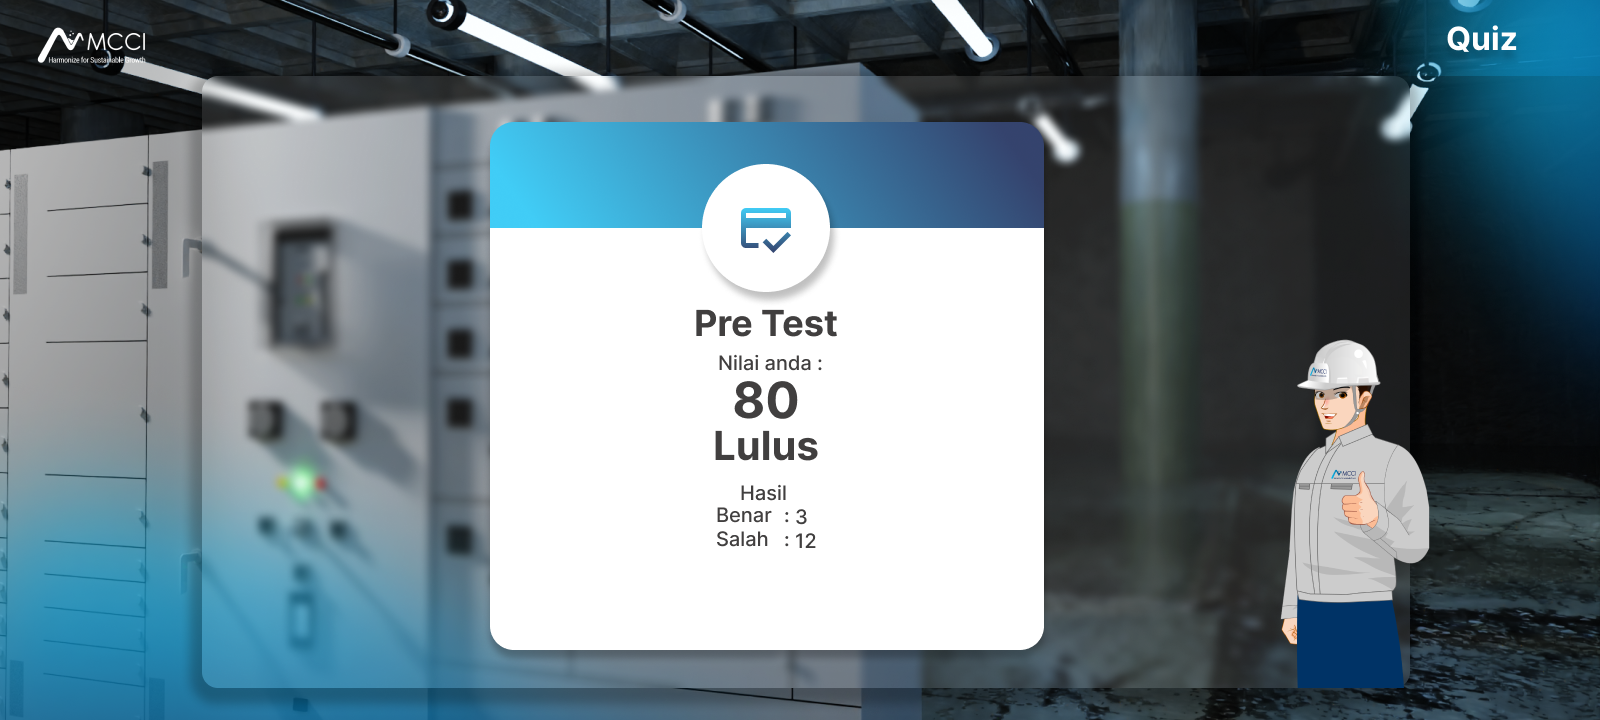 MCCI
Harmonize for Sustainable Growth
Quiz
Pre Test
Nilai anda :
80
Lulus
Hasil
Benar : 3
Salah : 12
MCCI
MCCI